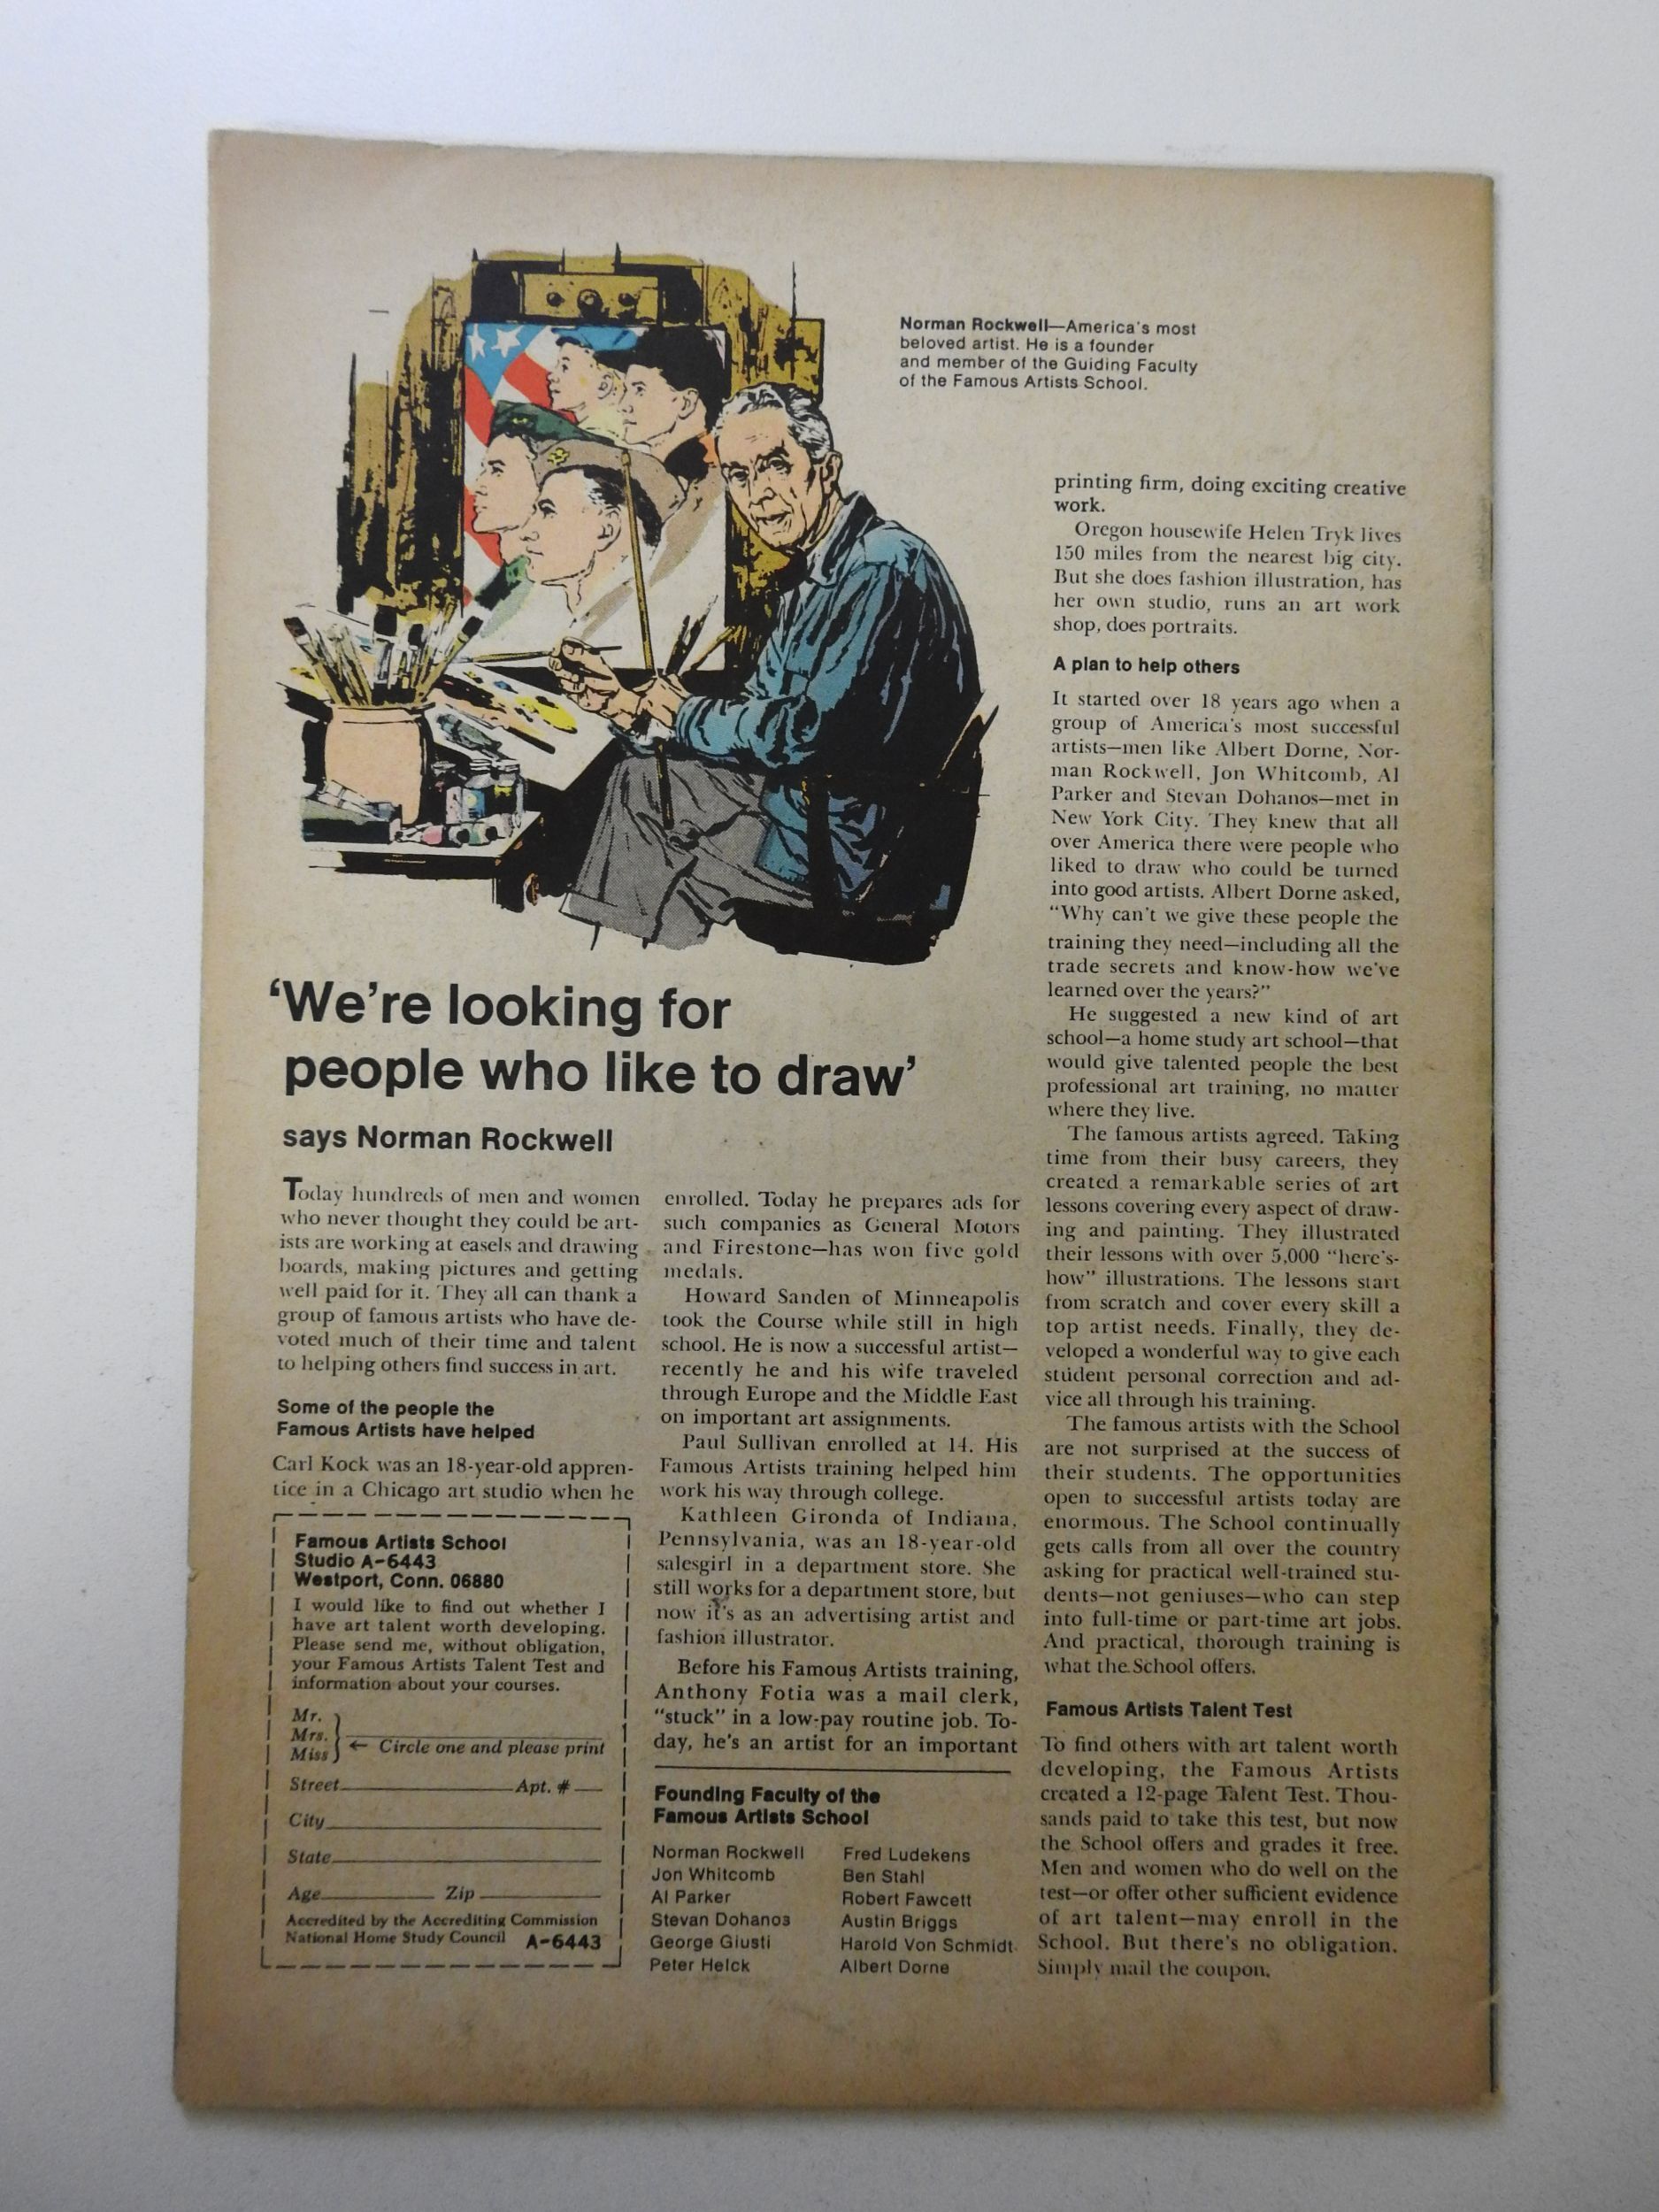 Norman Rockwell—America's most
beloved artist. He is a founder
and member of the Guiding Faculty
of the Famous Artists School.
'We're looking for
people who like to draw'
says Norman Rockwell
Today hundreds of men and women
who never thought they could be art-
ists are working at easels and drawing
boards, making pictures and getting
well paid for it. They all can thank a
group of famous artists who have de-
voted much of their time and talent
to helping others find success in art.
Some of the people the
Famous Artists have helped
Carl Kock was an 18-year-old appren-
tice in a Chicago art studio when he
enrolled. Today he prepares ads for
such companies as General Motors
and Firestone—has won five gold
medals.
Howard Sanden of Minneapolis
took the Course while still in high
school. He is now a successful artist—
recently he and his wife traveled
through Europe and the Middle East
on important art assignments.
Paul Sullivan enrolled at 14. His
Famous Artists training helped him
work his way through college.
Kathleen Gironda of Indiana,
Pennsylvania, was an 18-year-old
salesgirl in a department store. She
still works for a department store, but
now it's as an advertising artist and
fashion illustrator.
Before his Famous Artists training,
Anthony Fotia was a mail clerk,
"stuck" in a low-pay routine job. To-
day, he's an artist for an important
printing firm, doing exciting creative
work.
Oregon housewife Helen Tryk lives
150 miles from the nearest big city.
But she does fashion illustration, has
her own studio, runs an art work
shop, does portraits.
A plan to help others
It started over 18 years ago when a
group of America's most successful
artists—men like Albert Dorne, Nor-
man Rockwell, Jon Whitcomb, Al
Parker and Stevan Dohanos—met in
New York City. They knew that all
over America there were people who
liked to draw who could be turned
into good artists. Albert Dorne asked,
"Why can't we give these people the
training they need—including all the
trade secrets and know-how we've
learned over the years?"
He suggested a new kind of art
school—a home study art school—that
would give talented people the best
professional art training, no matter
where they live.
The famous artists agreed. Taking
time from their busy careers, they
created a remarkable series of art
lessons covering every aspect of draw-
ing and painting. They illustrated
their lessons with over 5,000 "here's-
how" illustrations. The lessons start
from scratch and cover every skill a
top artist needs. Finally, they de-
veloped a wonderful way to give each
student personal correction and ad-
vice all through his training.
The famous artists with the School
are not surprised at the success of
their students. The opportunities
open to successful artists today are
enormous. The School continually
gets calls from all over the country
asking for practical well-trained stu-
dents—not geniuses—who can step
into full-time or part-time art jobs.
And practical, thorough training is
what the School offers.
Famous Artists Talent Test
To find others with art talent worth
developing, the Famous Artists
created a 12-page Talent Test. Thou-
sands paid to take this test, but now
the School offers and grades it free.
Men and women who do well on the
test—or offer other sufficient evidence
of art talent—may enroll in the
School. But there's no obligation.
Simply mail the coupon.
Famous Artists School
Studio A-6443
Westport, Conn. 06880
I would like to find out whether I
have art talent worth developing.
Please send me, without obligation,
your Famous Artists Talent Test and
information about your courses.
Mr.
Mrs.
Miss
← Circle one and please print
Street Apt. #
City
State
Age Zip
Accredited by the Accrediting Commission
National Home Study Council A-6443
Founding Faculty of the
Famous Artists School
Norman Rockwell
Jon Whitcomb
Al Parker
Stevan Dohanos
George Giusti
Peter Helck
Fred Ludekens
Ben Stahl
Robert Fawcett
Austin Briggs
Harold Von Schmidt
Albert Dorne